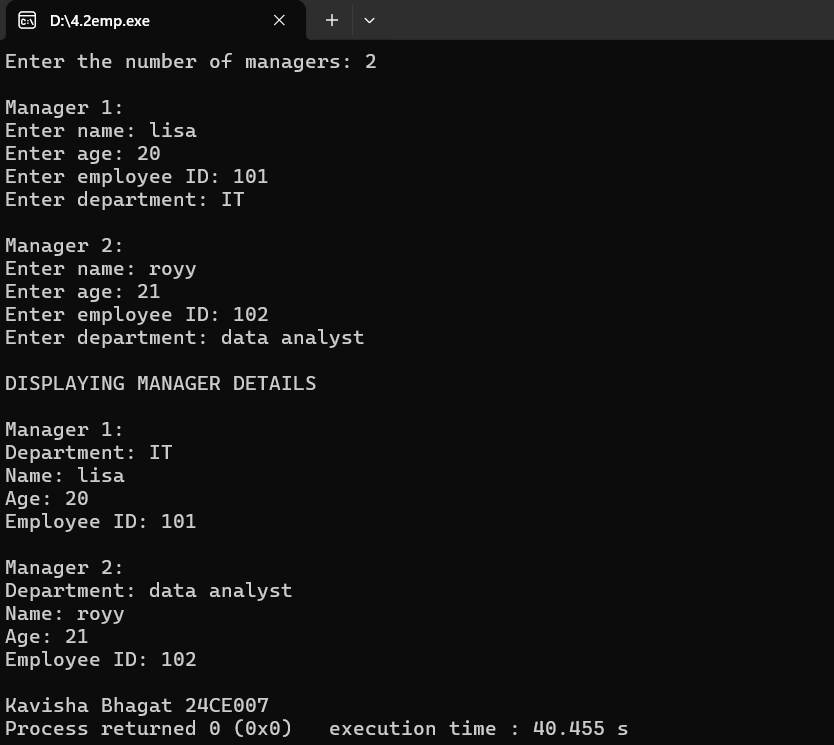 D:\4.2emp.exe
Enter the number of managers: 2
Manager 1:
Enter name: lisa
Enter age: 20
Enter employee ID: 101
Enter department: IT
Manager 2:
Enter name: royy
Enter age: 21
Enter employee ID: 102
Enter department: data analyst
DISPLAYING MANAGER DETAILS
Manager 1:
Department: IT
Name: lisa
Age: 20
Employee ID: 101
Manager 2:
Department: data analyst
Name: royy
Age: 21
Employee ID: 102
Kavisha Bhagat 24CE007
Process returned 0 (0x0)   execution time : 40.455 s